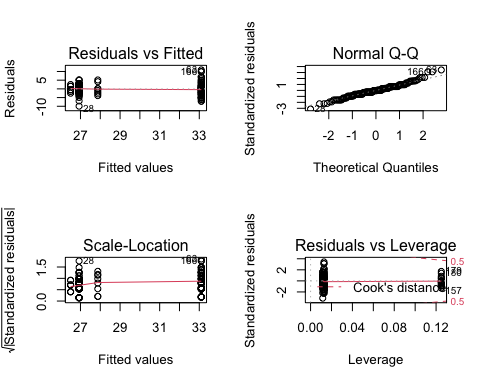 Residuals vs Fitted
Residuals
5
-10
28
27 29 31 33
Fitted values
Normal Q-Q
Standardized residuals
1
-3
-2 -1 0 1 2
Theoretical Quantiles
Scale-Location
√|Standardized residuals|
1.5
0.0
28
27 29 31 33
Fitted values
Residuals vs Leverage
Standardized residuals
2
-2
0.5
157
Cook's distance
0.5
0.00 0.04 0.08 0.12
Leverage